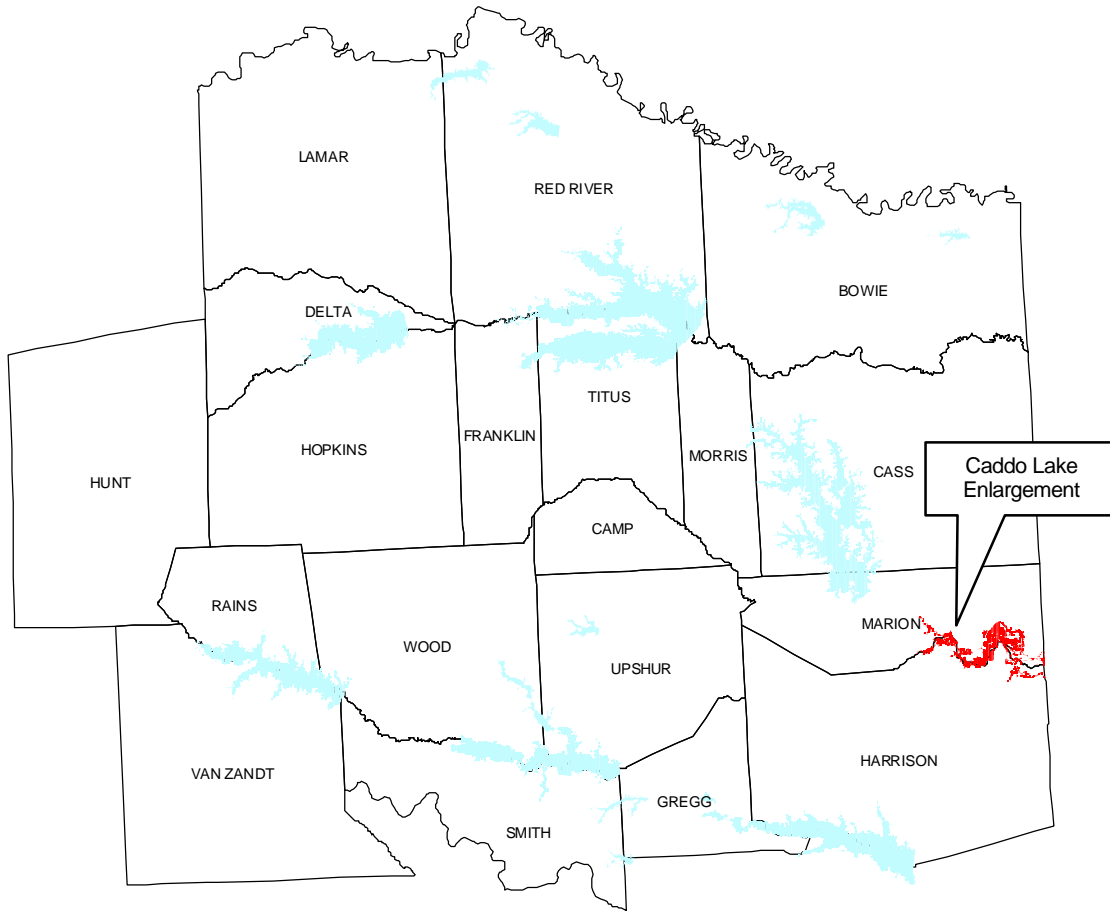 LAMAR
RED RIVER
BOWIE
DELTA
TITUS
FRANKLIN
HOPKINS
MORRIS
CASS
Caddo Lake
Enlargement
HUNT
CAMP
RAINS
MARION
WOOD
UPSHUR
HARRISON
VAN ZANDT
GREGG
SMITH